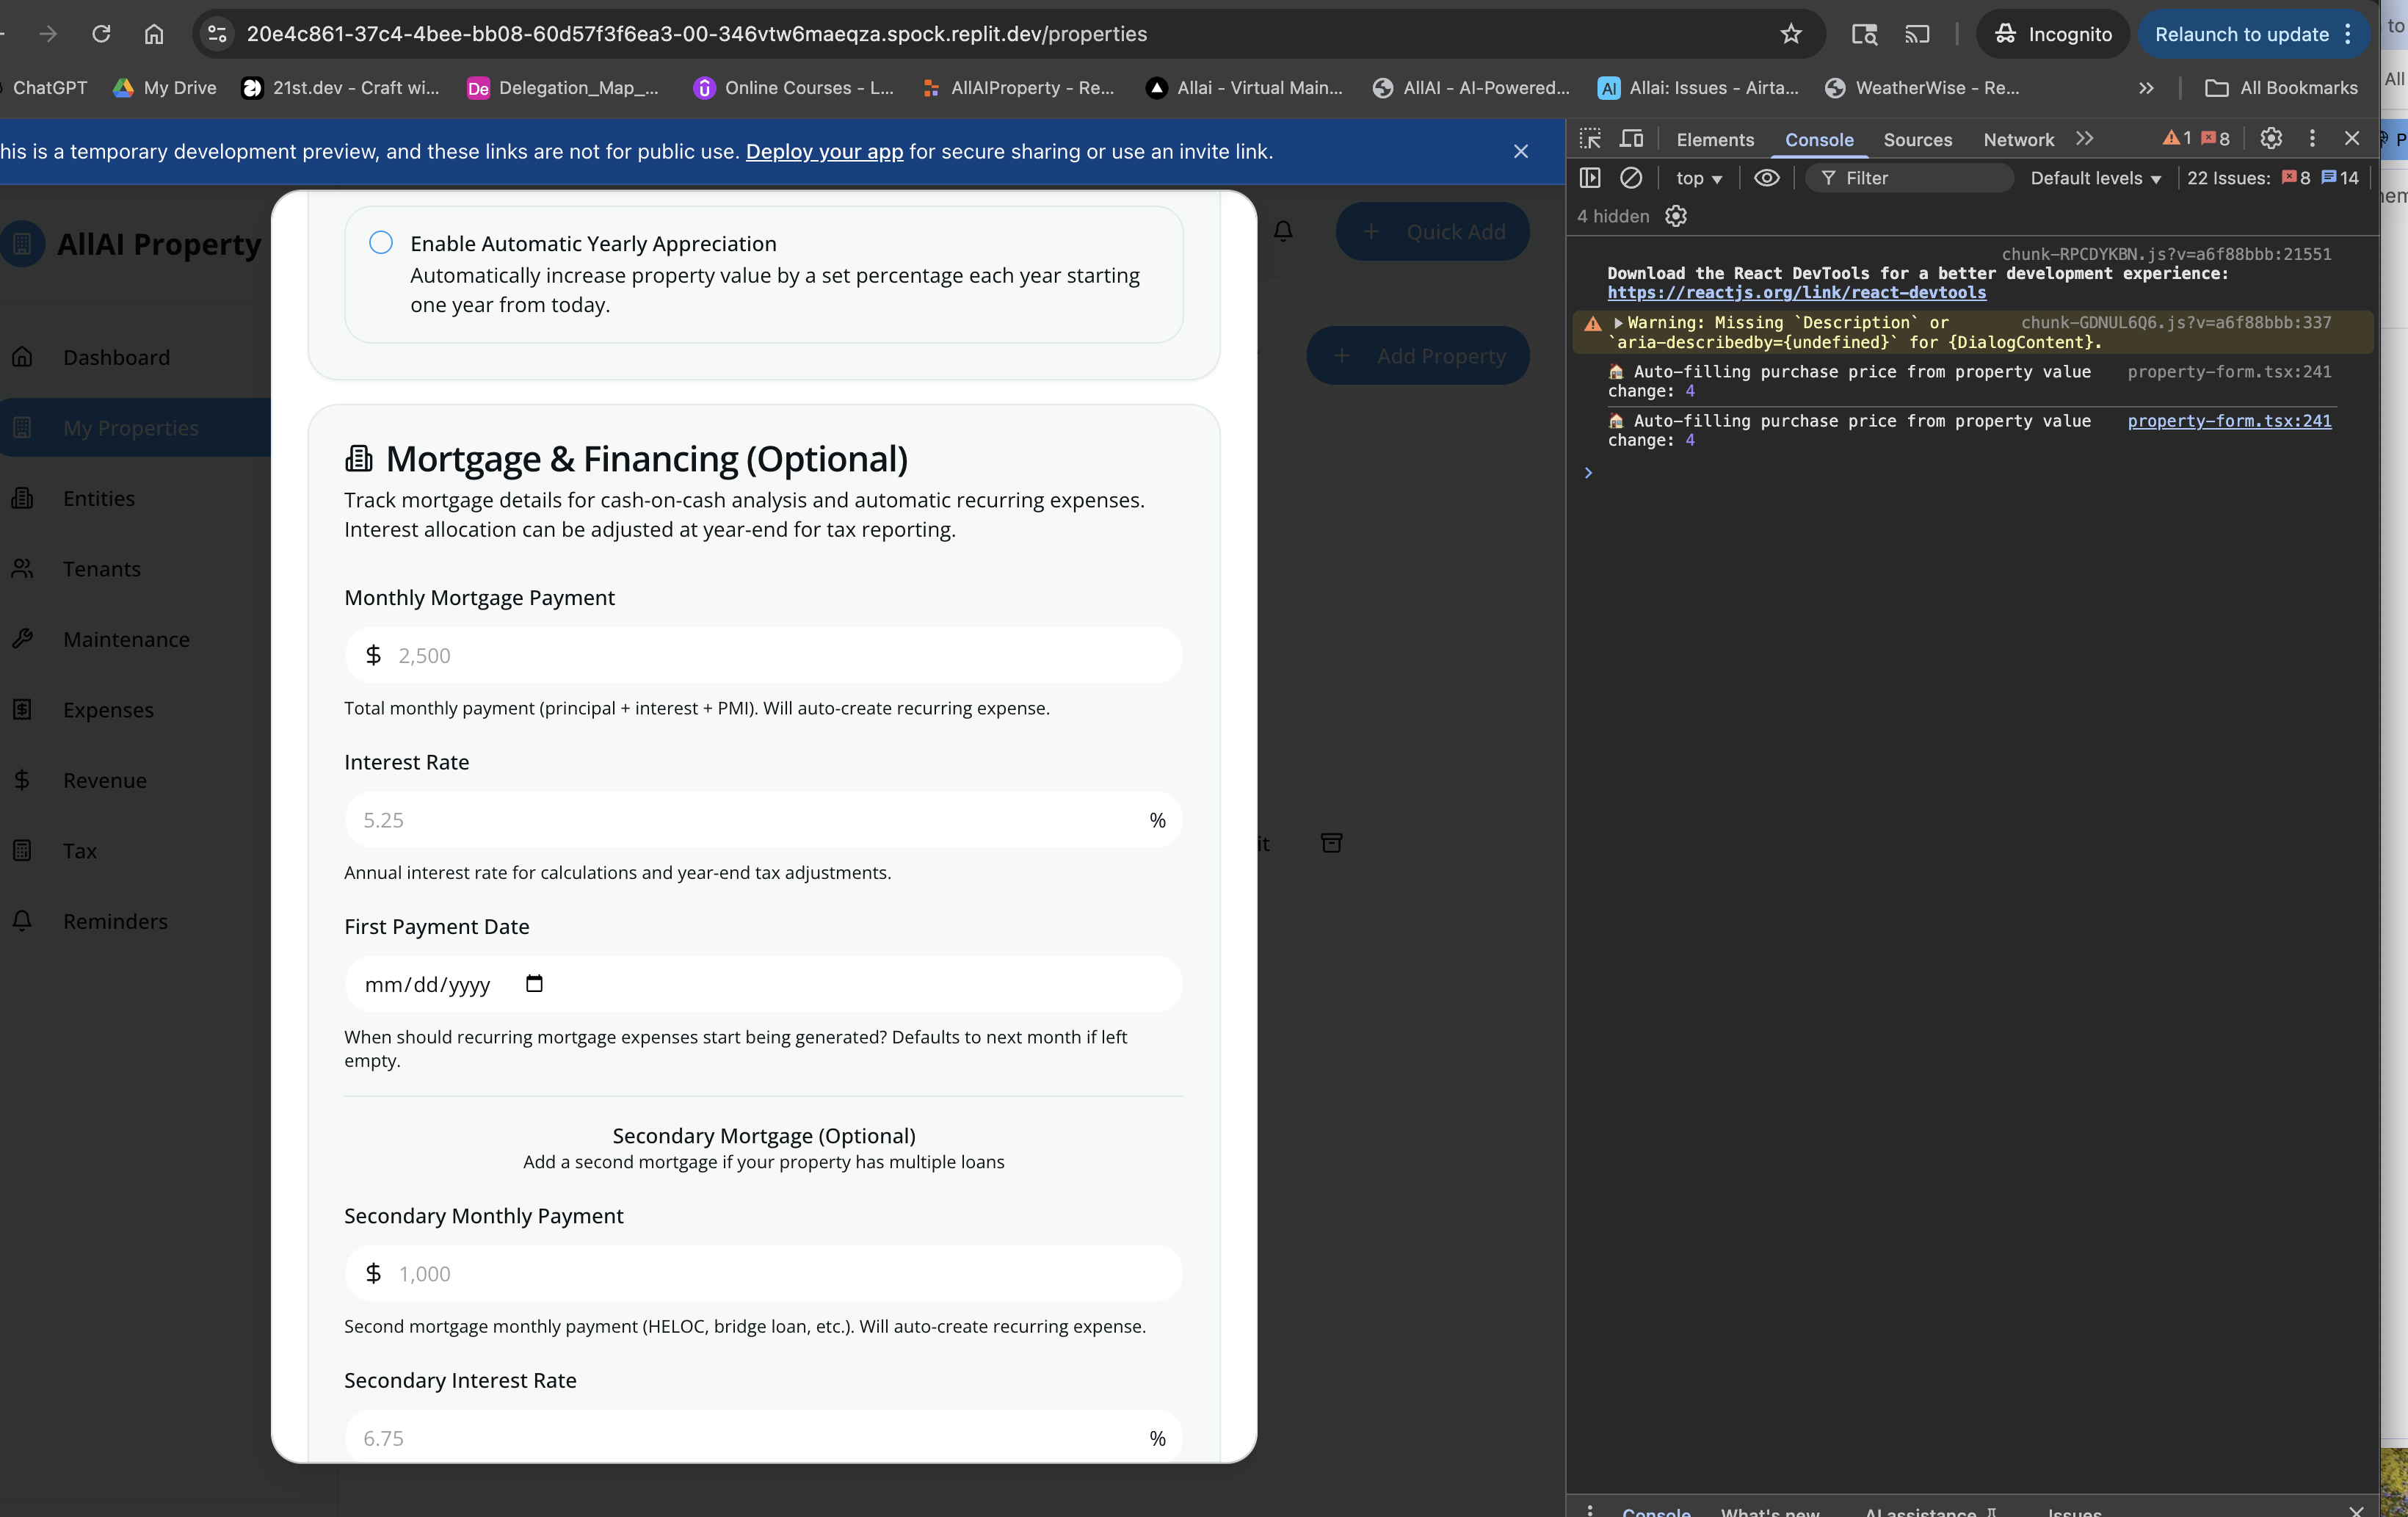 20e4c861-37c4-4bee-bb08-60d57f3f6ea3-00-346vtw6maeqza.spock.replit.dev/properties
Incognito
Relaunch to update
ChatGPT
My Drive
21st.dev - Craft wi...
De
Delegation_Map_...
Online Courses - L...
AllAIProperty - Re...
Allai - Virtual Main...
AllAI - AI-Powered...
AI
Allai: Issues - Airta...
WeatherWise - Re...
All Bookmarks
his is a temporary development preview, and these links are not for public use. Deploy your app for secure sharing or use an invite link.
AllAI Property
Quick Add
Add Property
Dashboard
My Properties
Entities
Tenants
Maintenance
Expenses
Revenue
Tax
Reminders
it
Enable Automatic Yearly Appreciation
Automatically increase property value by a set percentage each year starting
one year from today.
Mortgage & Financing (Optional)
Track mortgage details for cash-on-cash analysis and automatic recurring expenses.
Interest allocation can be adjusted at year-end for tax reporting.
Monthly Mortgage Payment
$ 2,500
Total monthly payment (principal + interest + PMI). Will auto-create recurring expense.
Interest Rate
5.25 %
Annual interest rate for calculations and year-end tax adjustments.
First Payment Date
mm/dd/yyyy
When should recurring mortgage expenses start being generated? Defaults to next month if left
empty.
Secondary Mortgage (Optional)
Add a second mortgage if your property has multiple loans
Secondary Monthly Payment
$ 1,000
Second mortgage monthly payment (HELOC, bridge loan, etc.). Will auto-create recurring expense.
Secondary Interest Rate
6.75 %
Elements
Console
Sources
Network
1
8
top
Filter
Default levels
22 Issues: 8 14
4 hidden
chunk-RPCDYKBN.js?v=a6f88bbb:21551
Download the React DevTools for a better development experience:
https://reactjs.org/link/react-devtools
Warning: Missing `Description` or chunk-GDNUL6Q6.js?v=a6f88bbb:337
`aria-describedby={undefined}` for {DialogContent}.
Auto-filling purchase price from property value property-form.tsx:241
change: 4
Auto-filling purchase price from property value property-form.tsx:241
change: 4
Console
What's new
AI assistance
Issues
to
All
P